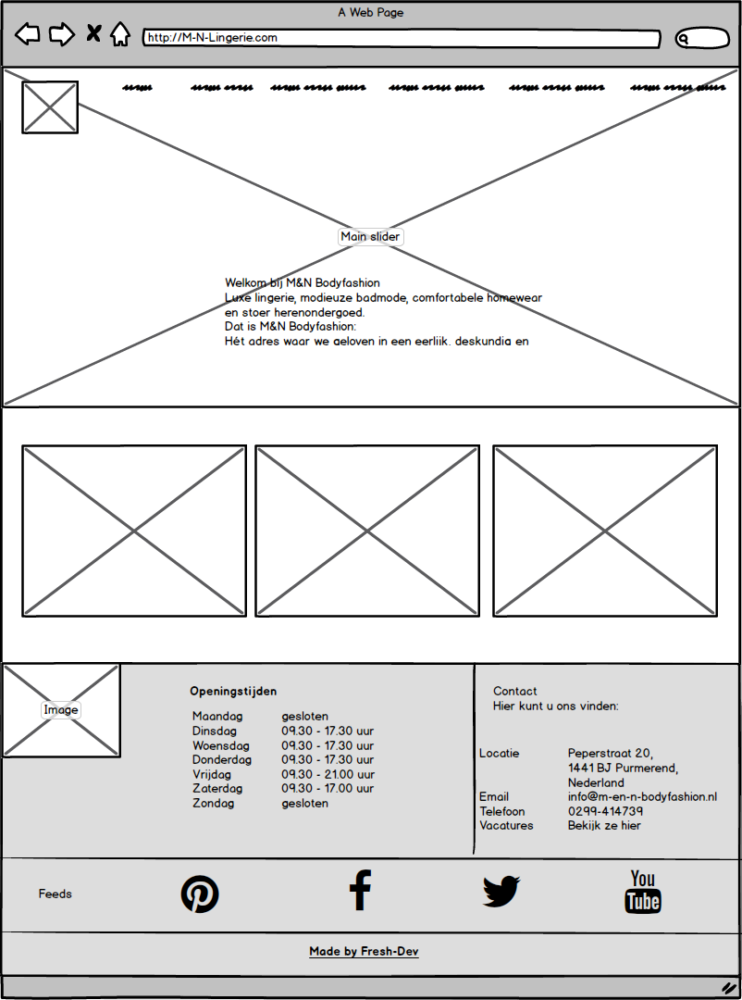 A Web Page
http://M-N-Lingerie.com
Main slider
Welkom bij M&N Bodyfashion
Luxe lingerie, modieuze badmode, comfortabele homewear
en stoer herenondergoed.
Dat is M&N Bodyfashion:
Hét adres waar we geloven in een eerlijk, deskundig en
Image
Openingstijden
Maandag gesloten
Dinsdag 09.30 - 17.30 uur
Woensdag 09.30 - 17.30 uur
Donderdag 09.30 - 17.30 uur
Vrijdag 09.30 - 21.00 uur
Zaterdag 09.30 - 17.00 uur
Zondag gesloten
Contact
Hier kunt u ons vinden:
Locatie Peperstraat 20,
1441 BJ Purmerend,
Nederland
Email info@m-en-n-bodyfashion.nl
Telefoon 0299-414739
Vacatures Bekijk ze hier
Feeds
You
Tube
Made by Fresh-Dev